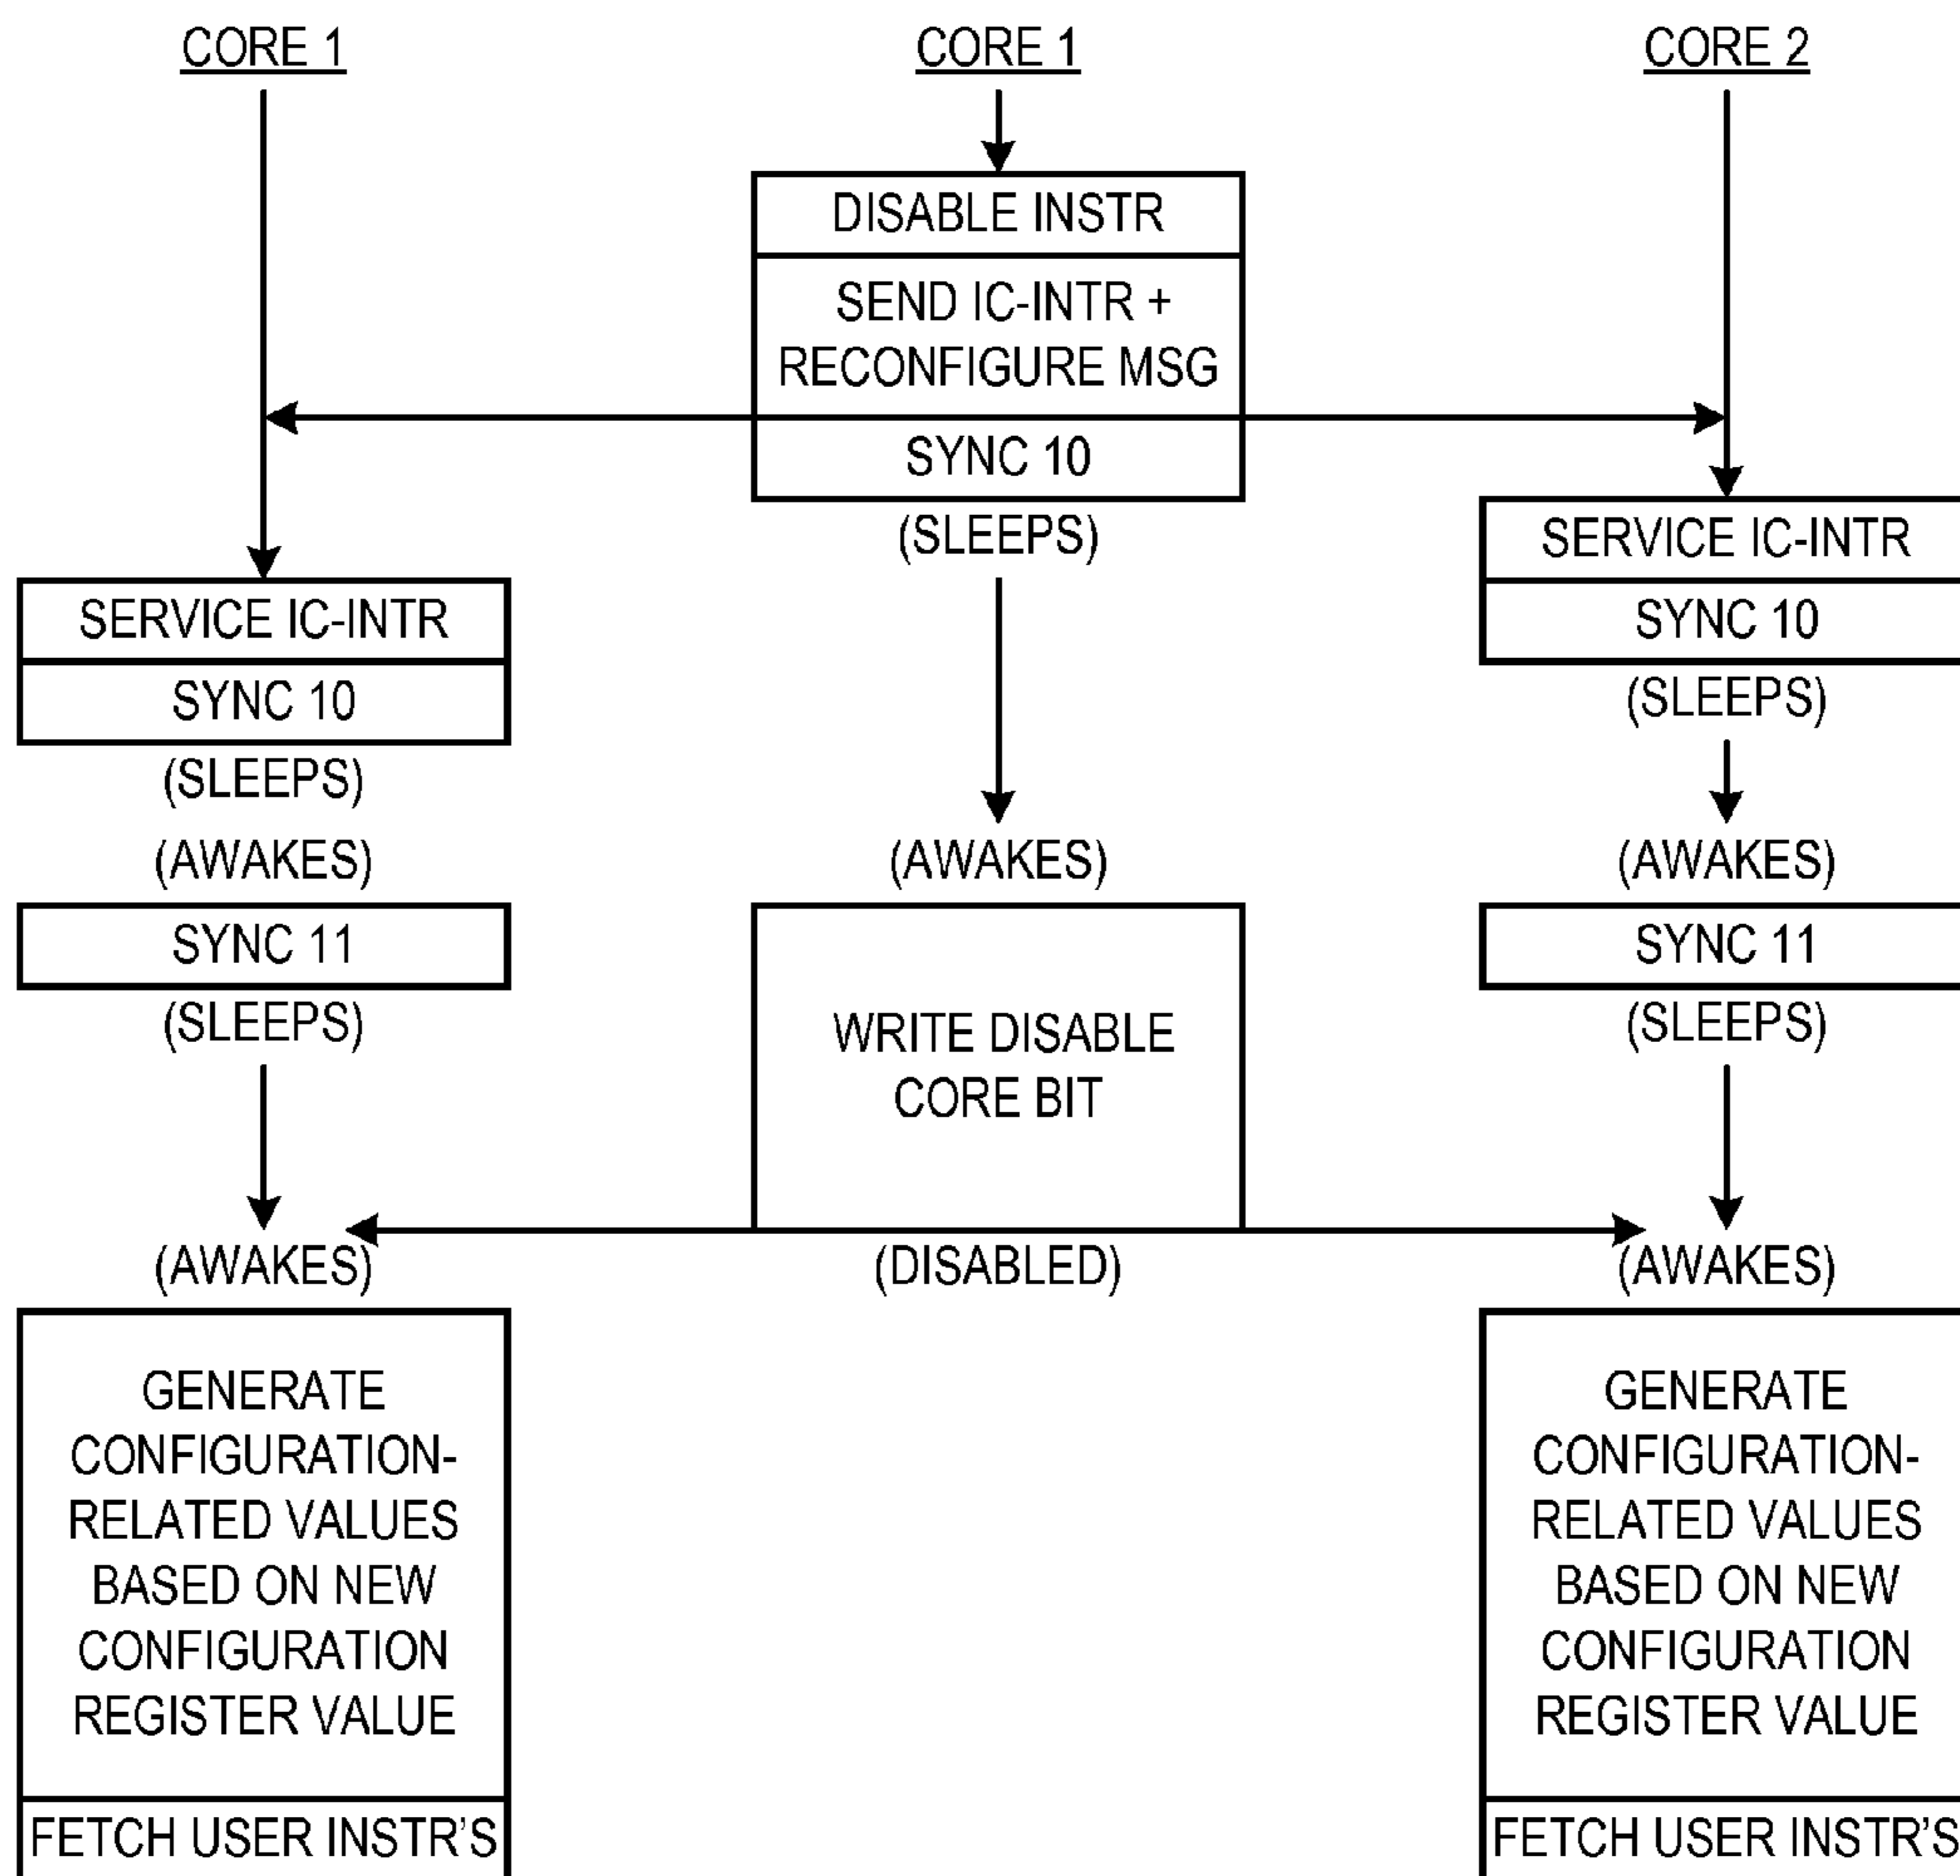 CORE 1
CORE 1
CORE 2
DISABLE INSTR
SEND IC-INTR +
RECONFIGURE MSG
SYNC 10
(SLEEPS)
SERVICE IC-INTR
SYNC 10
(SLEEPS)
SERVICE IC-INTR
SYNC 10
(SLEEPS)
(AWAKES)
(AWAKES)
(AWAKES)
SYNC 11
(SLEEPS)
WRITE DISABLE
CORE BIT
SYNC 11
(SLEEPS)
(AWAKES)
(DISABLED)
(AWAKES)
GENERATE
CONFIGURATION-
RELATED VALUES
BASED ON NEW
CONFIGURATION
REGISTER VALUE
FETCH USER INSTR'S
GENERATE
CONFIGURATION-
RELATED VALUES
BASED ON NEW
CONFIGURATION
REGISTER VALUE
FETCH USER INSTR'S